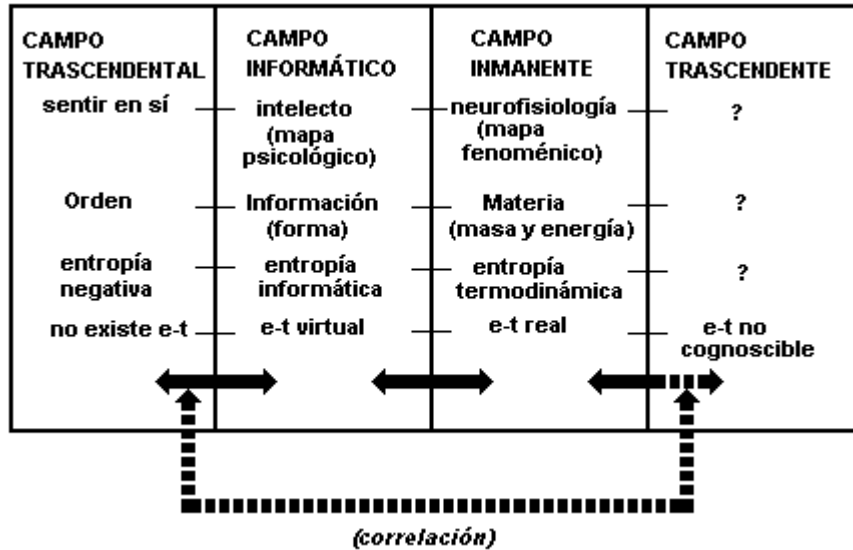 CAMPO
TRASCENDENTAL
CAMPO
INFORMÁTICO
CAMPO
INMANENTE
CAMPO
TRASCENDENTE
sentir en sí
intelecto
(mapa
psicológico)
neurofisiología
(mapa
fenoménico)
?
Orden
Información
(forma)
Materia
(masa y energía)
?
entropía
negativa
entropía
informática
entropía
termodinámica
?
no existe e-t
e-t virtual
e-t real
e-t no
cognoscible
(correlación)